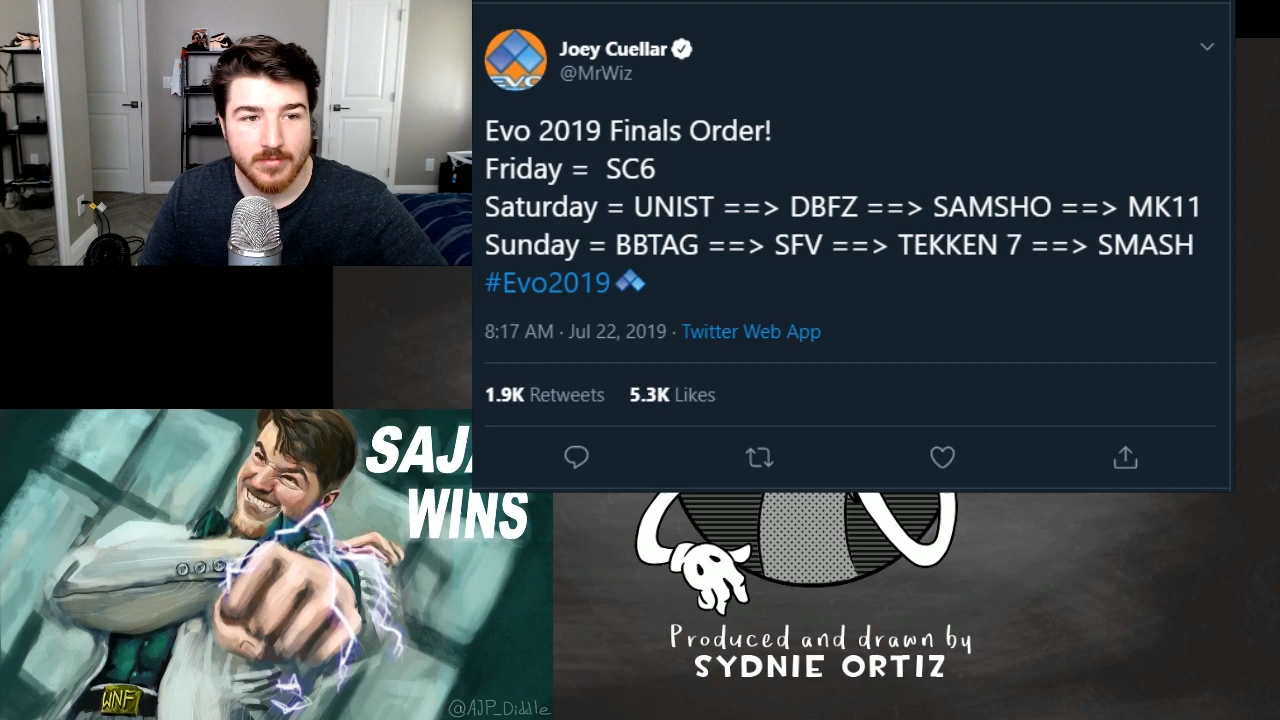 Joey Cuellar
@MrWiz
Evo 2019 Finals Order!
Friday = SC6
Saturday = UNIST ==> DBFZ ==> SAMSHO ==> MK11
Sunday = BBTAG ==> SFV ==> TEKKEN 7 ==> SMASH
#Evo2019
8:17 AM · Jul 22, 2019 · Twitter Web App
1.9K Retweets 5.3K Likes
EVO
SAJ
WINS
WNF
@AJP_Diddle
Produced and drawn by
SYDNIE ORTIZ